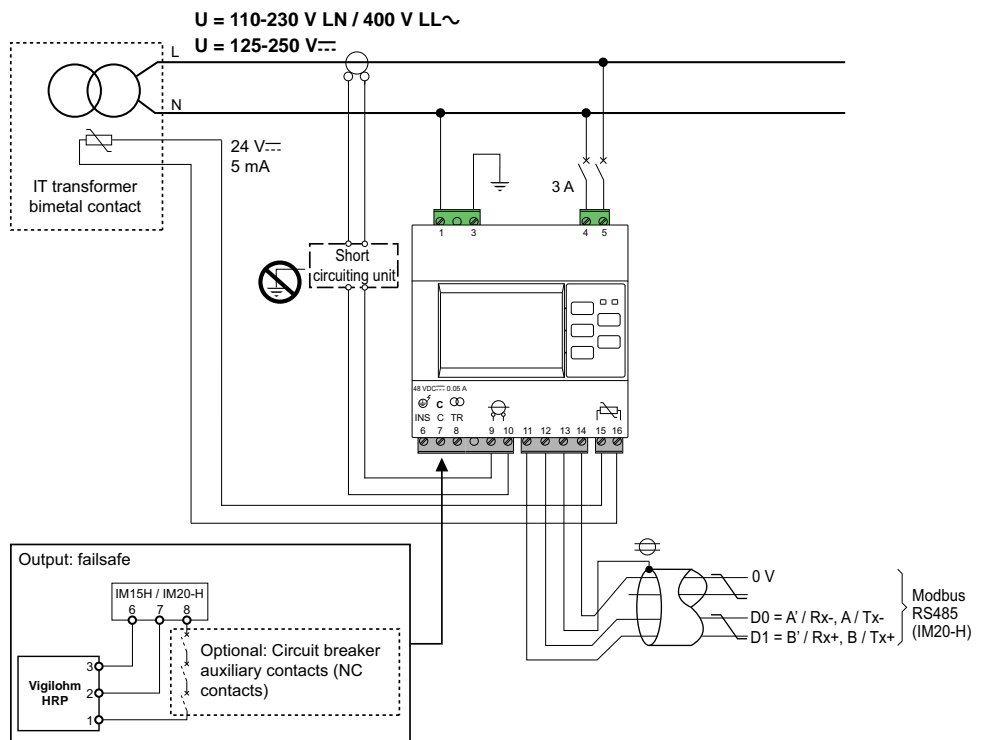 U = 110-230 V LN / 400 V LL∼
U = 125-250 V⎓
L
N
24 V⎓
5 mA
IT transformer
bimetal contact
3 A
1 3 4 5
Short
circuiting unit
48 VDC⎓ 0.05 A
C
INS C TR
6 7 8 9 10 11 12 13 14 15 16
Output: failsafe
IM15H / IM20-H
6 7 8
Vigilohm
HRP
3
2
1
Optional: Circuit breaker
auxiliary contacts (NC
contacts)
0 V
D0 = A' / Rx-, A / Tx-
D1 = B' / Rx+, B / Tx+
Modbus
RS485
(IM20-H)